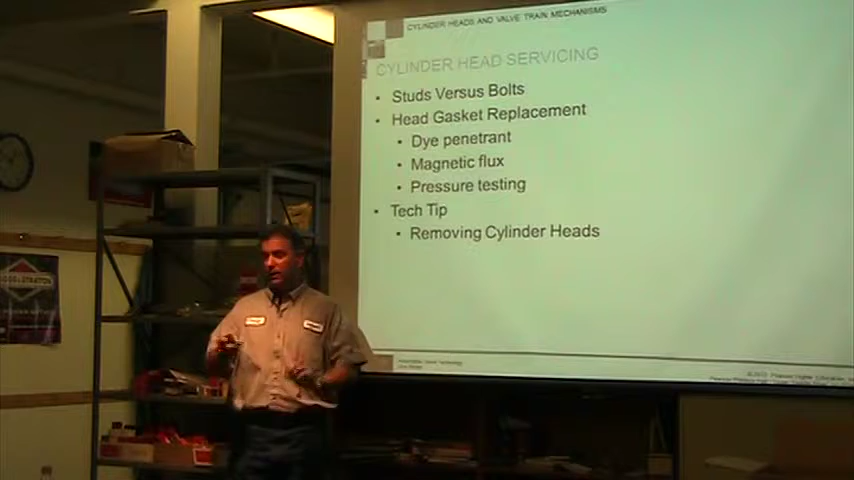 CYLINDER HEADS AND VALVE TRAIN MECHANISMS
CYLINDER HEAD SERVICING
• Studs Versus Bolts
• Head Gasket Replacement
• Dye penetrant
• Magnetic flux
• Pressure testing
• Tech Tip
• Removing Cylinder Heads